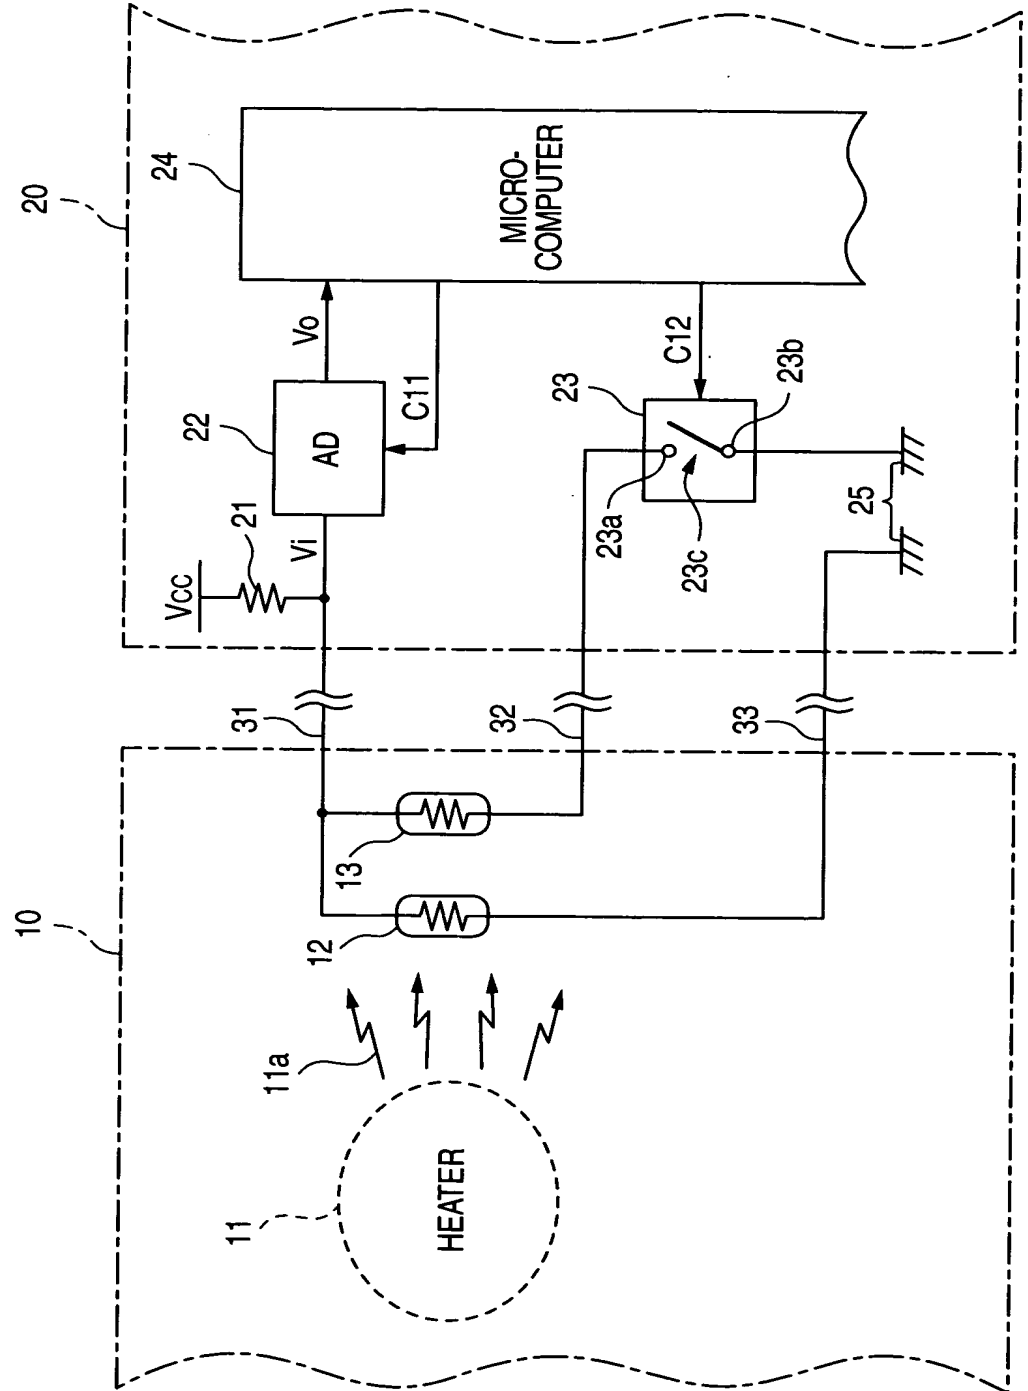 10
20
11
HEATER
11a
12
13
31
32
33
Vcc
21
Vi
22
AD
Vo
C11
24
MICRO-
COMPUTER
C12
23
23a
23b
23c
25